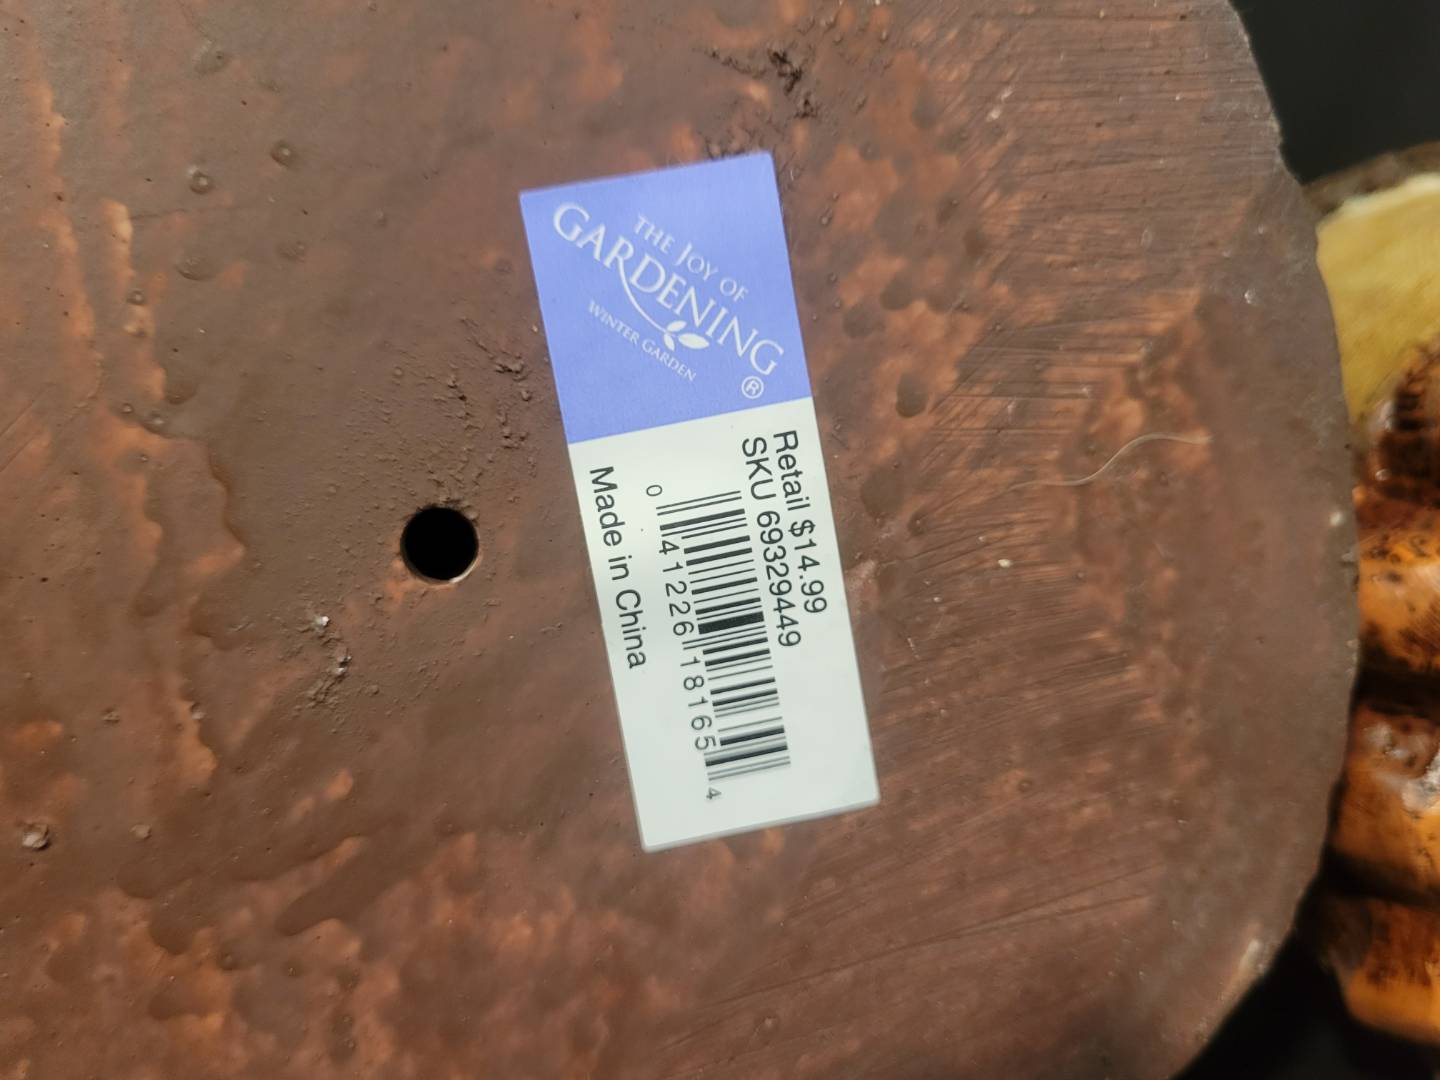 THE JOY OF
GARDENING
WINTER GARDEN
®
Retail $14.99
SKU 69329449
0 41226 18165 4
Made in China